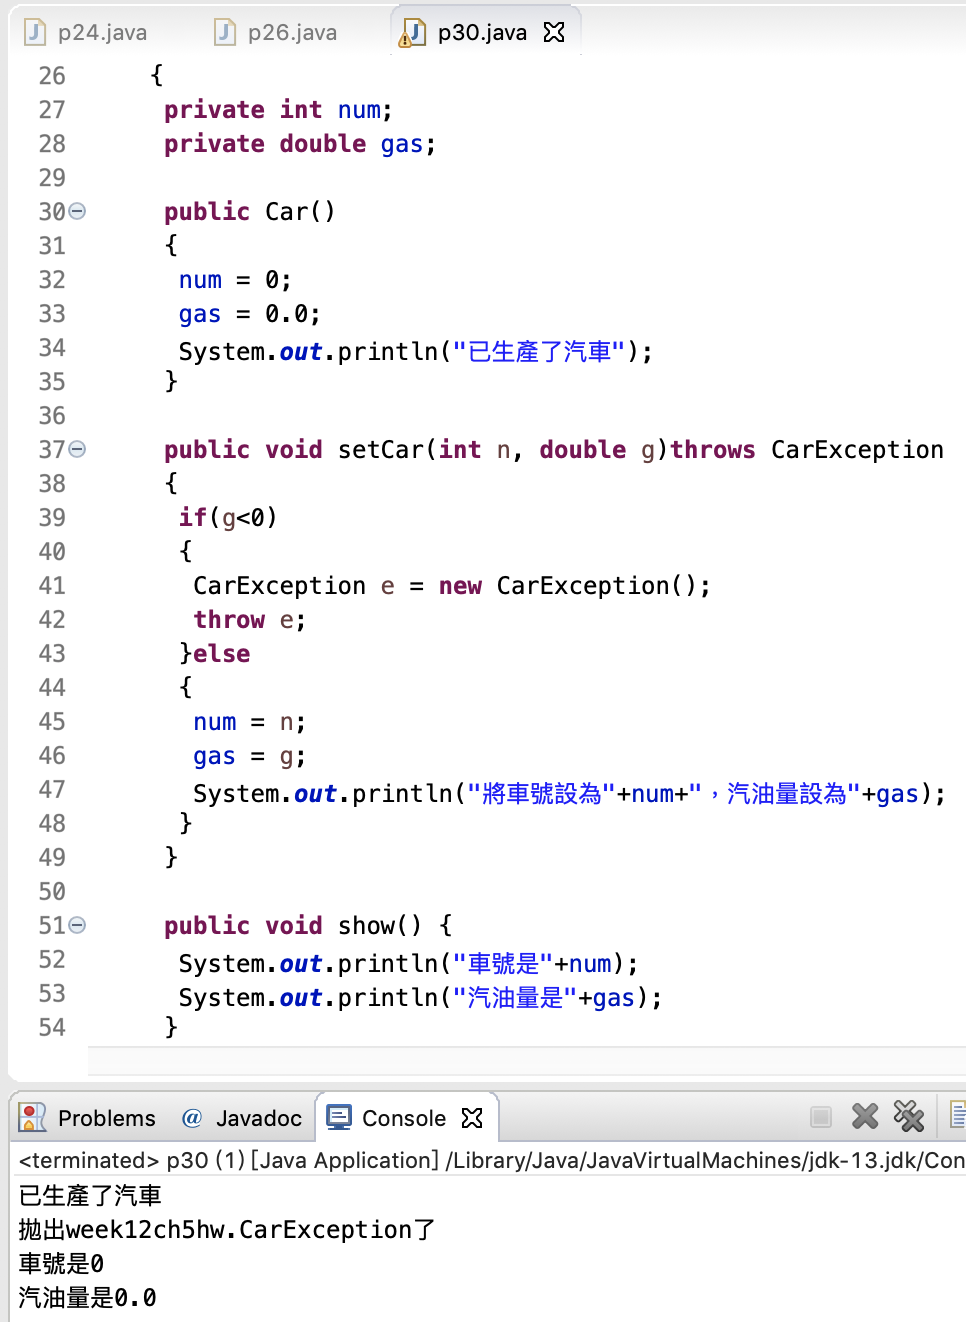 p24.java p26.java p30.java
26 {
27 private int num;
28 private double gas;
29
30 public Car()
31 {
32 num = 0;
33 gas = 0.0;
34 System.out.println("已生產了汽車");
35 }
36
37 public void setCar(int n, double g)throws CarException
38 {
39 if(g<0)
40 {
41 CarException e = new CarException();
42 throw e;
43 }else
44 {
45 num = n;
46 gas = g;
47 System.out.println("將車號設為"+num+"，汽油量設為"+gas);
48 }
49 }
50
51 public void show() {
52 System.out.println("車號是"+num);
53 System.out.println("汽油量是"+gas);
54 }
Problems @ Javadoc Console
<terminated> p30 (1) [Java Application] /Library/Java/JavaVirtualMachines/jdk-13.jdk/Con
已生產了汽車
拋出week12ch5hw.CarException了
車號是0
汽油量是0.0